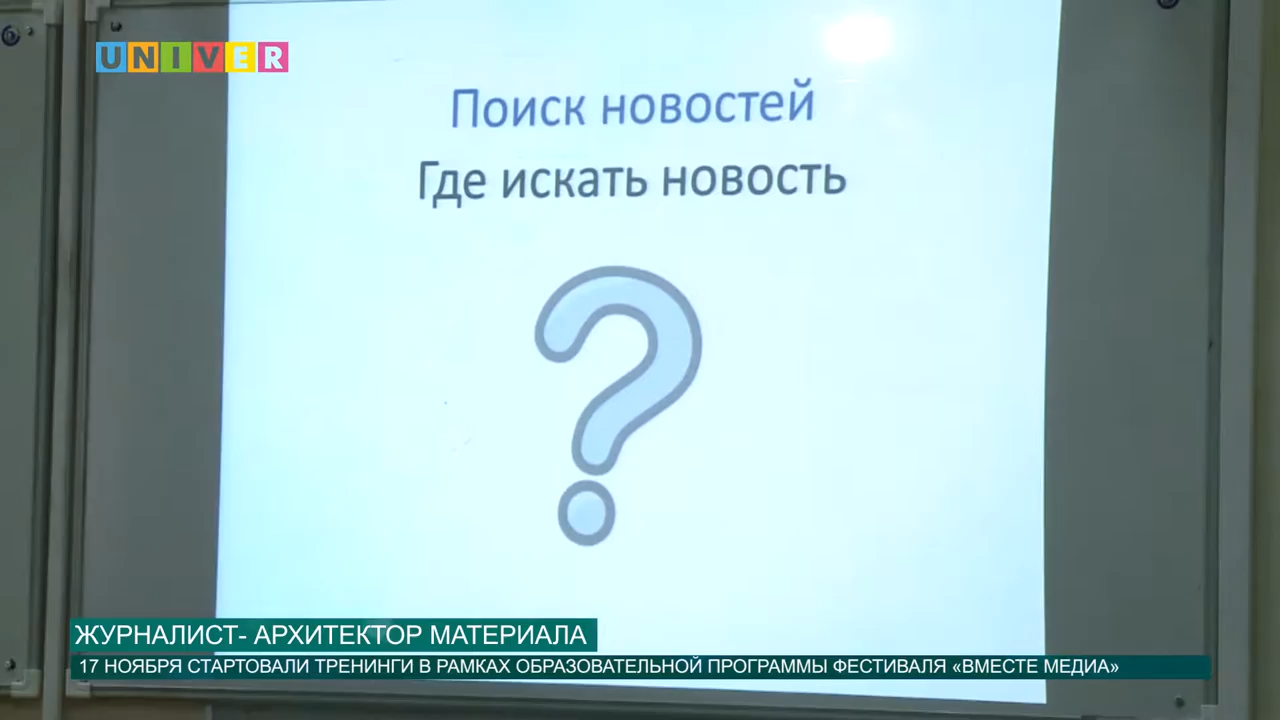 UNIVER
Поиск новостей
Где искать новость
?
ЖУРНАЛИСТ- АРХИТЕКТОР МАТЕРИАЛА
17 НОЯБРЯ СТАРТОВАЛИ ТРЕНИНГИ В РАМКАХ ОБРАЗОВАТЕЛЬНОЙ ПРОГРАММЫ ФЕСТИВАЛЯ «ВМЕСТЕ МЕДИА»